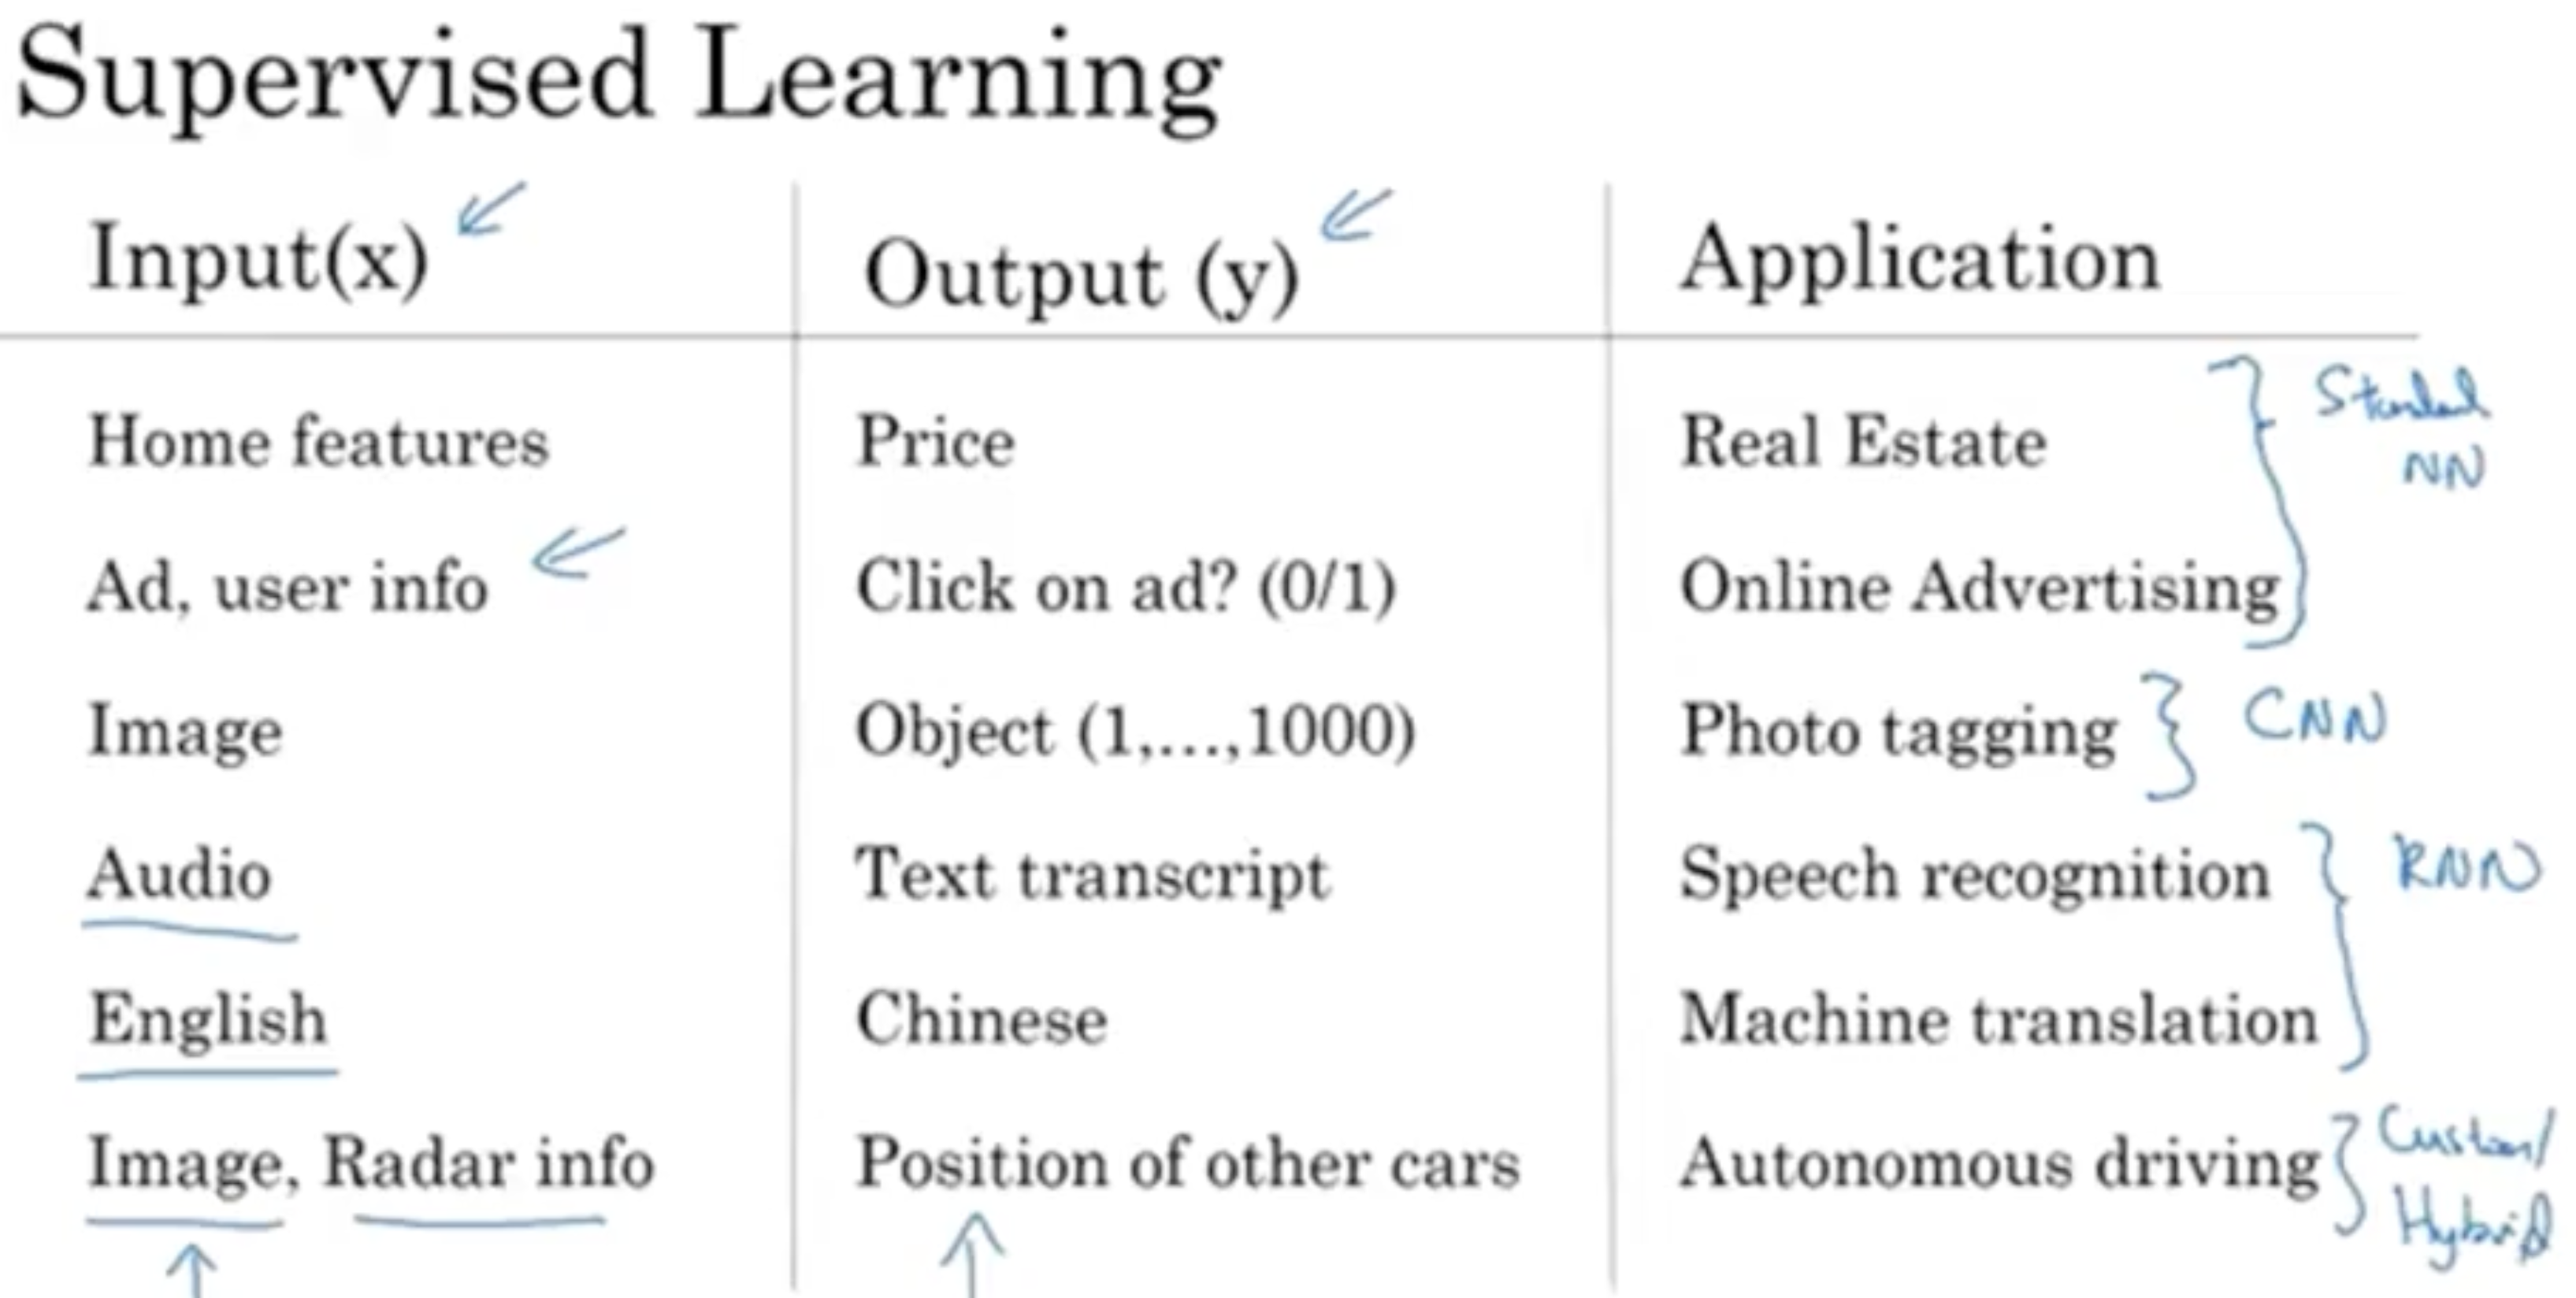 Supervised Learning
Input(x) Output (y) Application
Home features Price Real Estate Standard NN
Ad, user info Click on ad? (0/1) Online Advertising
Image Object (1,...,1000) Photo tagging CNN
Audio Text transcript Speech recognition RNN
English Chinese Machine translation
Image, Radar info Position of other cars Autonomous driving Custom/
Hybrid